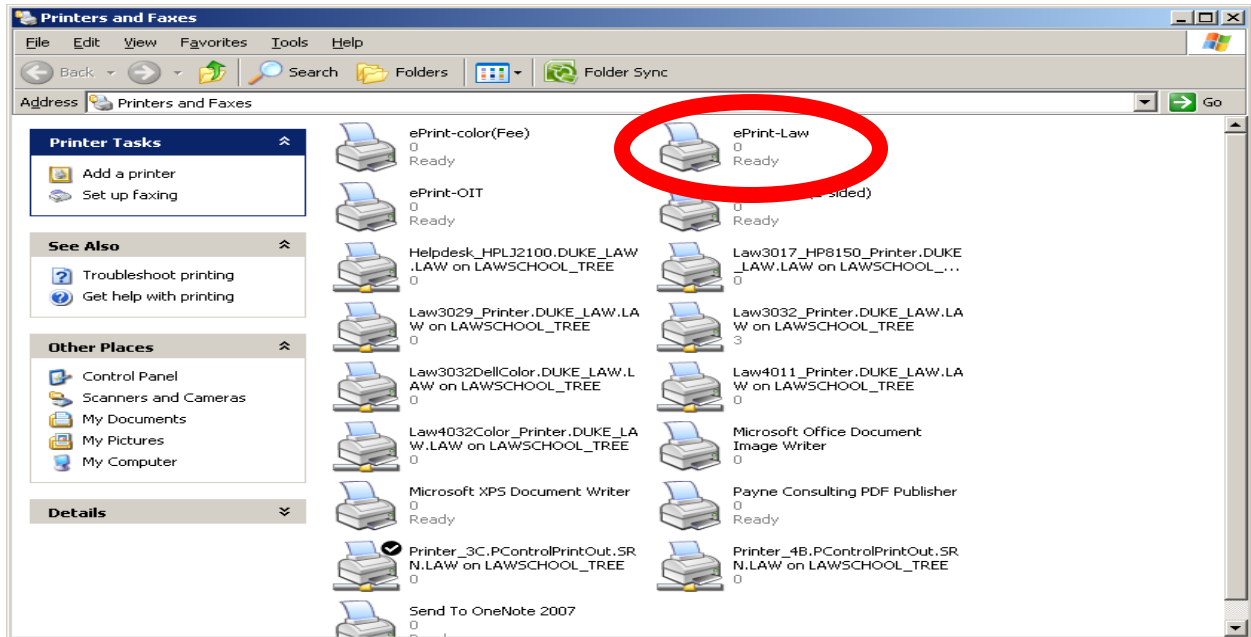 Printers and Faxes
File Edit View Favorites Tools Help
Back Search Folders Folder Sync
Address Printers and Faxes Go
Printer Tasks
Add a printer
Set up faxing
See Also
Troubleshoot printing
Get help with printing
Other Places
Control Panel
Scanners and Cameras
My Documents
My Pictures
My Computer
Details
ePrint-color(Fee)
0
Ready
ePrint-Law
0
Ready
ePrint-OIT
0
Ready
sided)
0
Ready
Helpdesk_HPLJ2100.DUKE_LAW
.LAW on LAWSCHOOL_TREE
0
Law3017_HP8150_Printer.DUKE
_LAW.LAW on LAWSCHOOL_...
0
Law3029_Printer.DUKE_LAW.LA
W on LAWSCHOOL_TREE
0
Law3032_Printer.DUKE_LAW.LA
W on LAWSCHOOL_TREE
3
Law3032DellColor.DUKE_LAW.L
AW on LAWSCHOOL_TREE
0
Law4011_Printer.DUKE_LAW.LA
W on LAWSCHOOL_TREE
0
Law4032Color_Printer.DUKE_LA
W.LAW on LAWSCHOOL_TREE
0
Microsoft Office Document
Image Writer
0
Microsoft XPS Document Writer
0
Ready
Payne Consulting PDF Publisher
0
Ready
Printer_3C.PControlPrintOut.SR
N.LAW on LAWSCHOOL_TREE
0
Printer_4B.PControlPrintOut.SR
N.LAW on LAWSCHOOL_TREE
0
Send To OneNote 2007
0